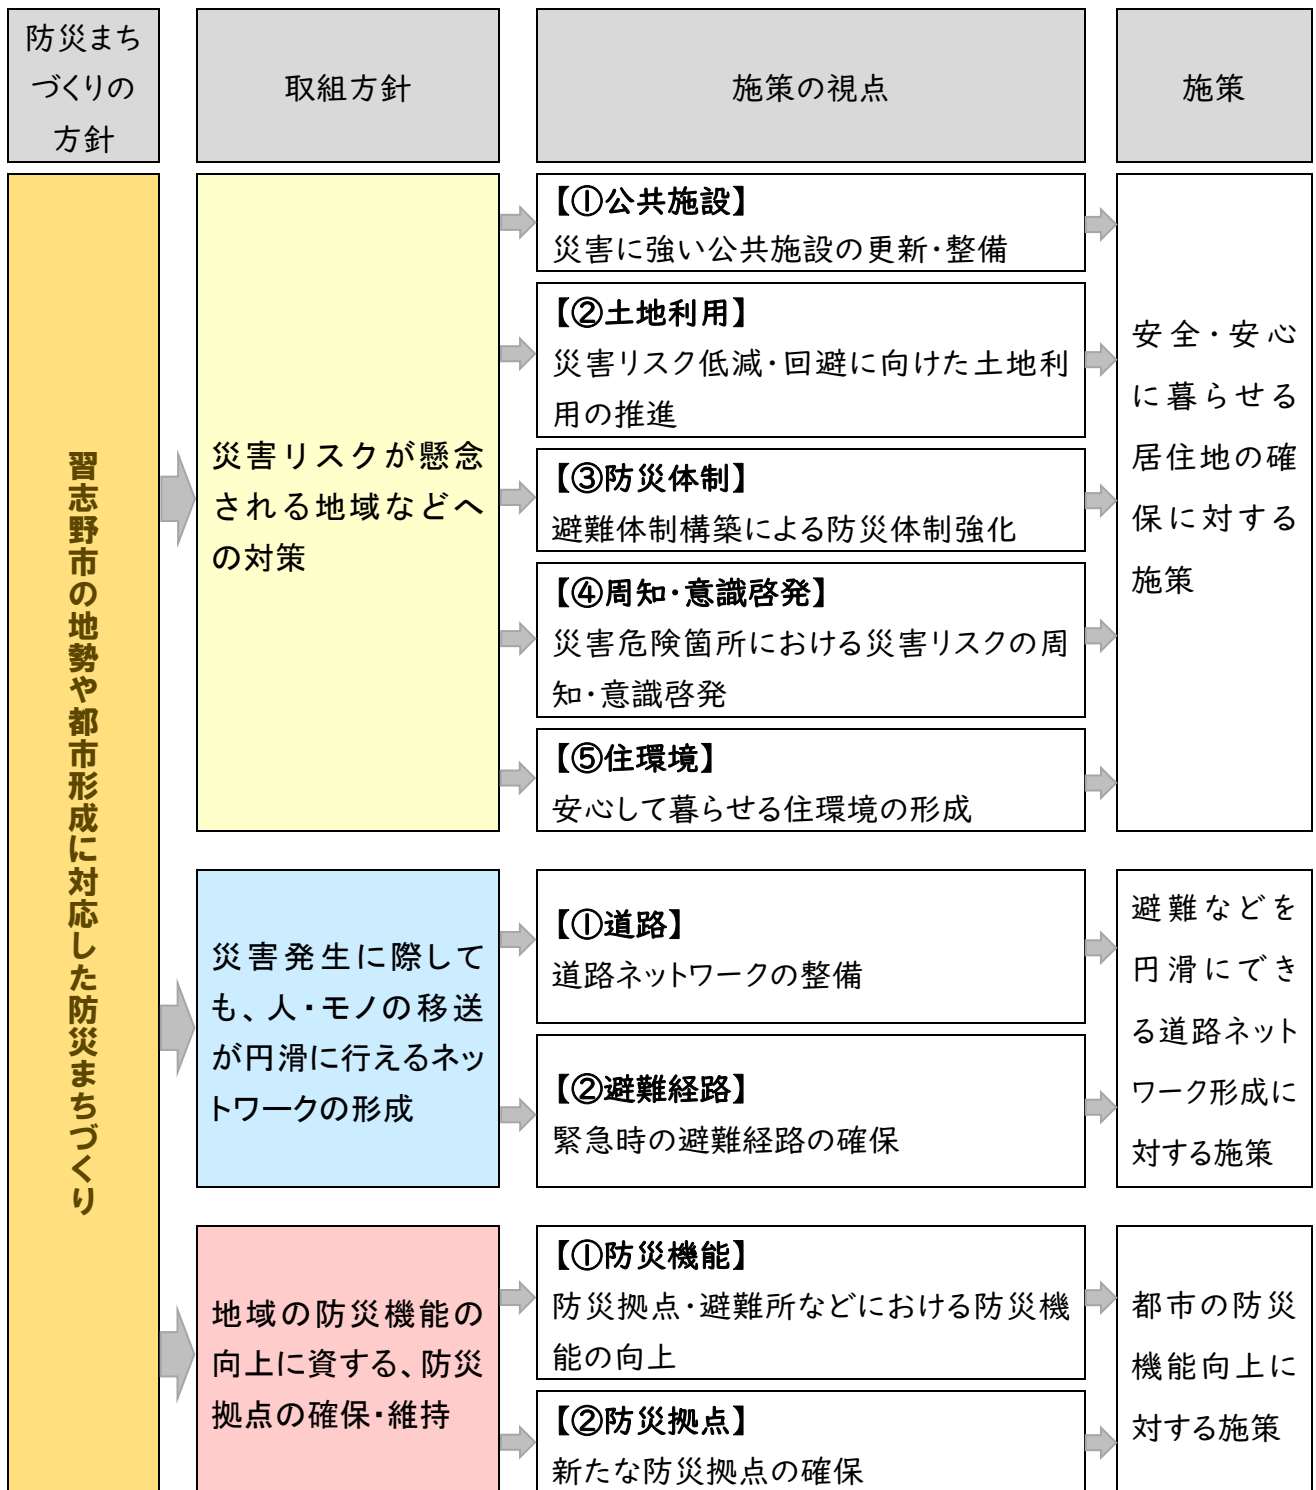 防災まち
づくりの
方針
取組方針
施策の視点
施策
習志野市の地勢や都市形成に対応した防災まちづくり
災害リスクが懸念
される地域などへ
の対策
【①公共施設】
災害に強い公共施設の更新・整備
【②土地利用】
災害リスク低減・回避に向けた土地利
用の推進
【③防災体制】
避難体制構築による防災体制強化
【④周知・意識啓発】
災害危険箇所における災害リスクの周
知・意識啓発
【⑤住環境】
安心して暮らせる住環境の形成
安全・安心
に暮らせる
居住地の確
保に対する
施策
災害発生に際して
も、人・モノの移送
が円滑に行えるネッ
トワークの形成
【①道路】
道路ネットワークの整備
【②避難経路】
緊急時の避難経路の確保
避難などを
円滑にでき
る道路ネット
ワーク形成に
対する施策
地域の防災機能の
向上に資する、防災
拠点の確保・維持
【①防災機能】
防災拠点・避難所などにおける防災機
能の向上
【②防災拠点】
新たな防災拠点の確保
都市の防災
機能向上に
対する施策